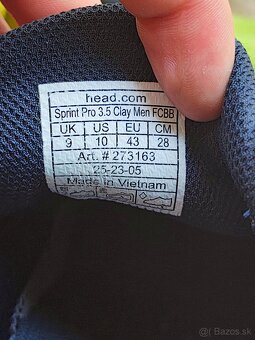 head.com
Sprint Pro 3.5 Clay Men FCBB
UK US EU CM
9 10 43 28
Art. # 273163
25-23-05
Made in Vietnam
@ Bazos.sk